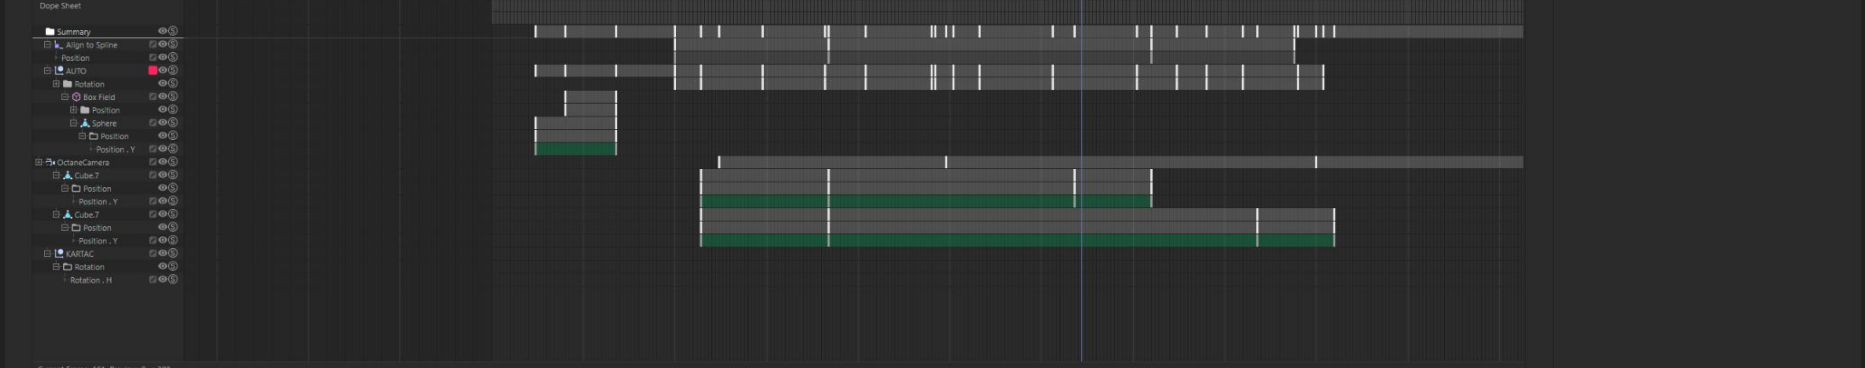 Dope Sheet
Summary
Align to Spline
Position
AUTO
Rotation
Box Field
Position
Sphere
Position
Position . Y
OctaneCamera
Cube.7
Position
Position . Y
Cube.7
Position
Position . Y
KARTAC
Rotation
Rotation . H